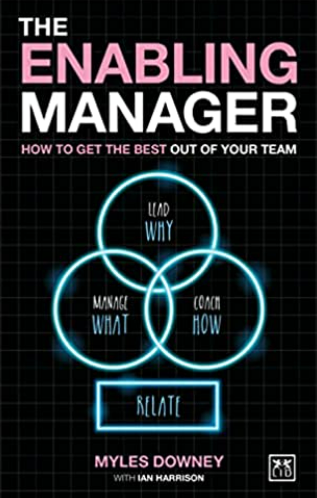 THE
ENABLING
MANAGER
HOW TO GET THE BEST OUT OF YOUR TEAM
LEAD
WHY
MANAGE
WHAT
COACH
HOW
RELATE
MYLES DOWNEY
WITH IAN HARRISON
LID